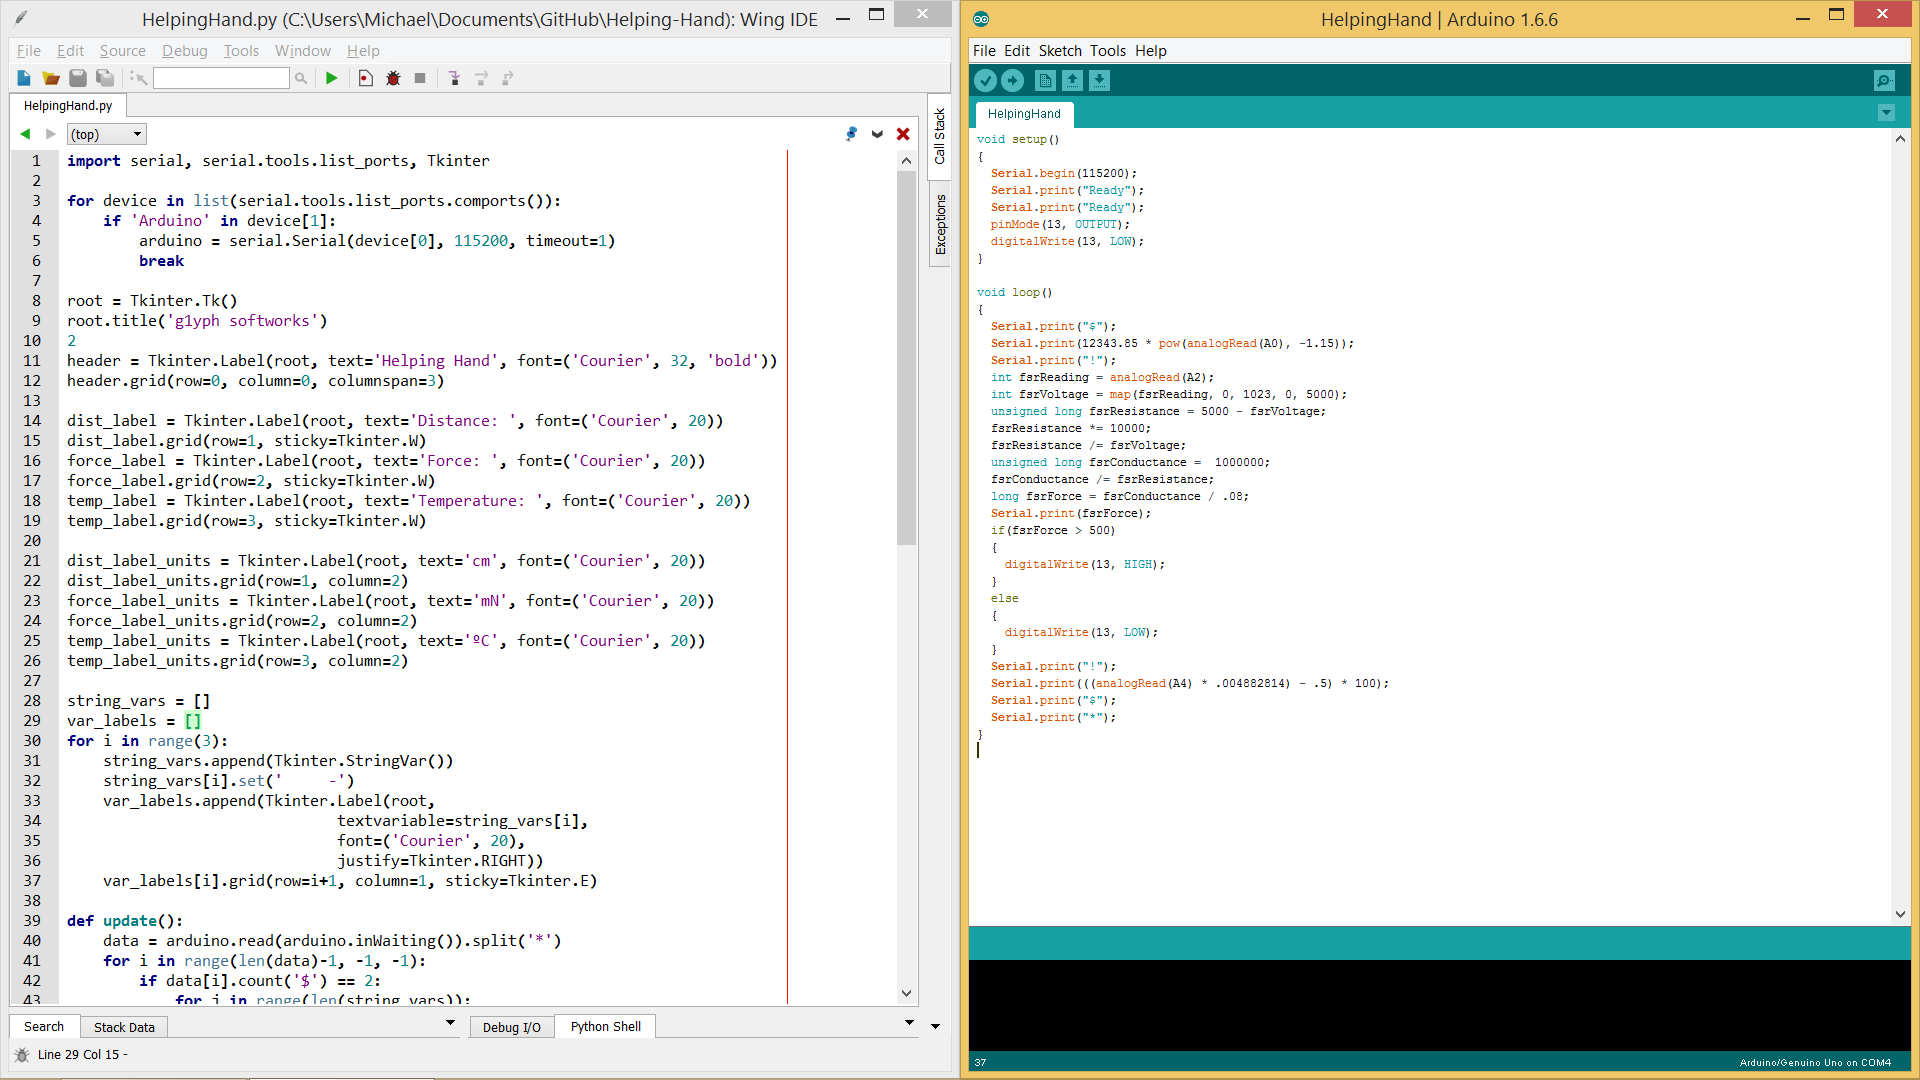 HelpingHand.py (C:\Users\Michael\Documents\GitHub\Helping-Hand): Wing IDE
File Edit Source Debug Tools Window Help
HelpingHand.py
(top)
1 import serial, serial.tools.list_ports, Tkinter
2
3 for device in list(serial.tools.list_ports.comports()):
4     if 'Arduino' in device[1]:
5         arduino = serial.Serial(device[0], 115200, timeout=1)
6         break
7
8 root = Tkinter.Tk()
9 root.title('g1yph softworks')
10 2
11 header = Tkinter.Label(root, text='Helping Hand', font=('Courier', 32, 'bold'))
12 header.grid(row=0, column=0, columnspan=3)
13
14 dist_label = Tkinter.Label(root, text='Distance: ', font=('Courier', 20))
15 dist_label.grid(row=1, sticky=Tkinter.W)
16 force_label = Tkinter.Label(root, text='Force: ', font=('Courier', 20))
17 force_label.grid(row=2, sticky=Tkinter.W)
18 temp_label = Tkinter.Label(root, text='Temperature: ', font=('Courier', 20))
19 temp_label.grid(row=3, sticky=Tkinter.W)
20
21 dist_label_units = Tkinter.Label(root, text='cm', font=('Courier', 20))
22 dist_label_units.grid(row=1, column=2)
23 force_label_units = Tkinter.Label(root, text='mN', font=('Courier', 20))
24 force_label_units.grid(row=2, column=2)
25 temp_label_units = Tkinter.Label(root, text='ºC', font=('Courier', 20))
26 temp_label_units.grid(row=3, column=2)
27
28 string_vars = []
29 var_labels = []
30 for i in range(3):
31     string_vars.append(Tkinter.StringVar())
32     string_vars[i].set('     -')
33     var_labels.append(Tkinter.Label(root,
34                               textvariable=string_vars[i],
35                               font=('Courier', 20),
36                               justify=Tkinter.RIGHT))
37     var_labels[i].grid(row=i+1, column=1, sticky=Tkinter.E)
38
39 def update():
40     data = arduino.read(arduino.inWaiting()).split('*')
41     for i in range(len(data)-1, -1, -1):
42         if data[i].count('$') == 2:
43             for j in range(len(string_vars)):
Call Stack
Exceptions
Search
Stack Data
Debug I/O
Python Shell
Line 29 Col 15 -
HelpingHand | Arduino 1.6.6
File Edit Sketch Tools Help
HelpingHand
void setup()
{
  Serial.begin(115200);
  Serial.print("Ready");
  Serial.print("Ready");
  pinMode(13, OUTPUT);
  digitalWrite(13, LOW);
}
void loop()
{
  Serial.print("$");
  Serial.print(12343.85 * pow(analogRead(A0), -1.15));
  Serial.print("!");
  int fsrReading = analogRead(A2);
  int fsrVoltage = map(fsrReading, 0, 1023, 0, 5000);
  unsigned long fsrResistance = 5000 - fsrVoltage;
  fsrResistance *= 10000;
  fsrResistance /= fsrVoltage;
  unsigned long fsrConductance =  1000000;
  fsrConductance /= fsrResistance;
  long fsrForce = fsrConductance / .08;
  Serial.print(fsrForce);
  if(fsrForce > 500)
  {
    digitalWrite(13, HIGH);
  }
  else
  {
    digitalWrite(13, LOW);
  }
  Serial.print("!");
  Serial.print(((analogRead(A4) * .004882814) - .5) * 100);
  Serial.print("$");
  Serial.print("*");
}
37
Arduino/Genuino Uno on COM4